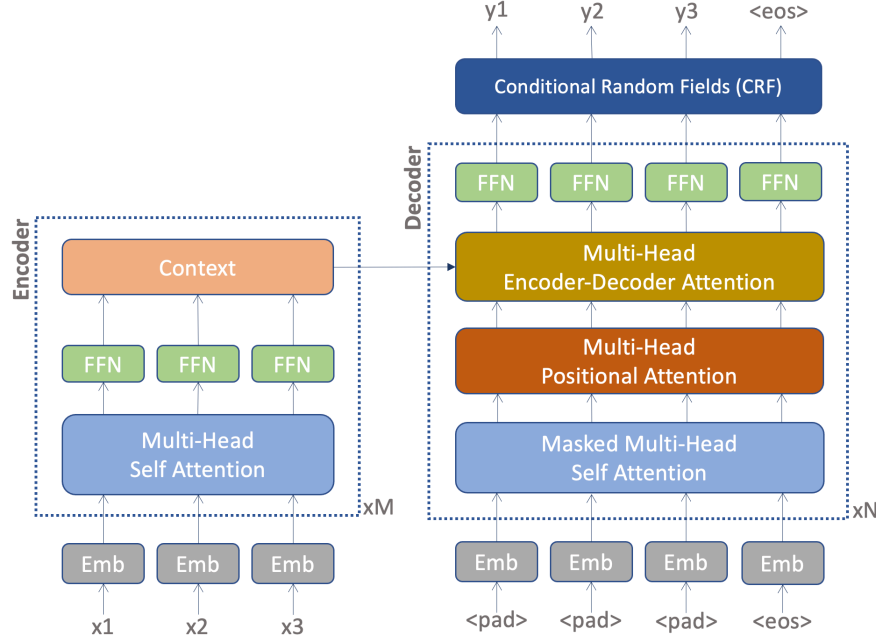 y1 y2 y3 <eos>
Conditional Random Fields (CRF)
Decoder
FFN FFN FFN FFN
Encoder
Context
Multi-Head
Encoder-Decoder Attention
Multi-Head
Positional Attention
FFN FFN FFN
Multi-Head
Self Attention
Masked Multi-Head
Self Attention
xM
xN
Emb Emb Emb
Emb Emb Emb Emb
x1 x2 x3
<pad> <pad> <pad> <eos>